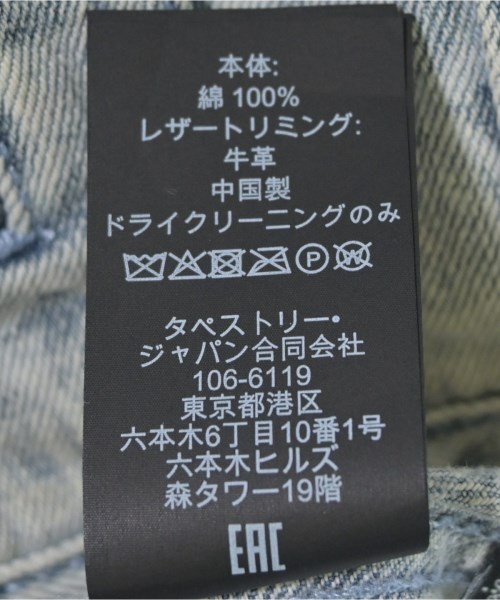 本体:
綿 100%
レザートリミング:
牛革
中国製
ドライクリーニングのみ
P W
タペストリー・
ジャパン合同会社
106-6119
東京都港区
六本木6丁目10番1号
六本木ヒルズ
森タワー19階
EAC